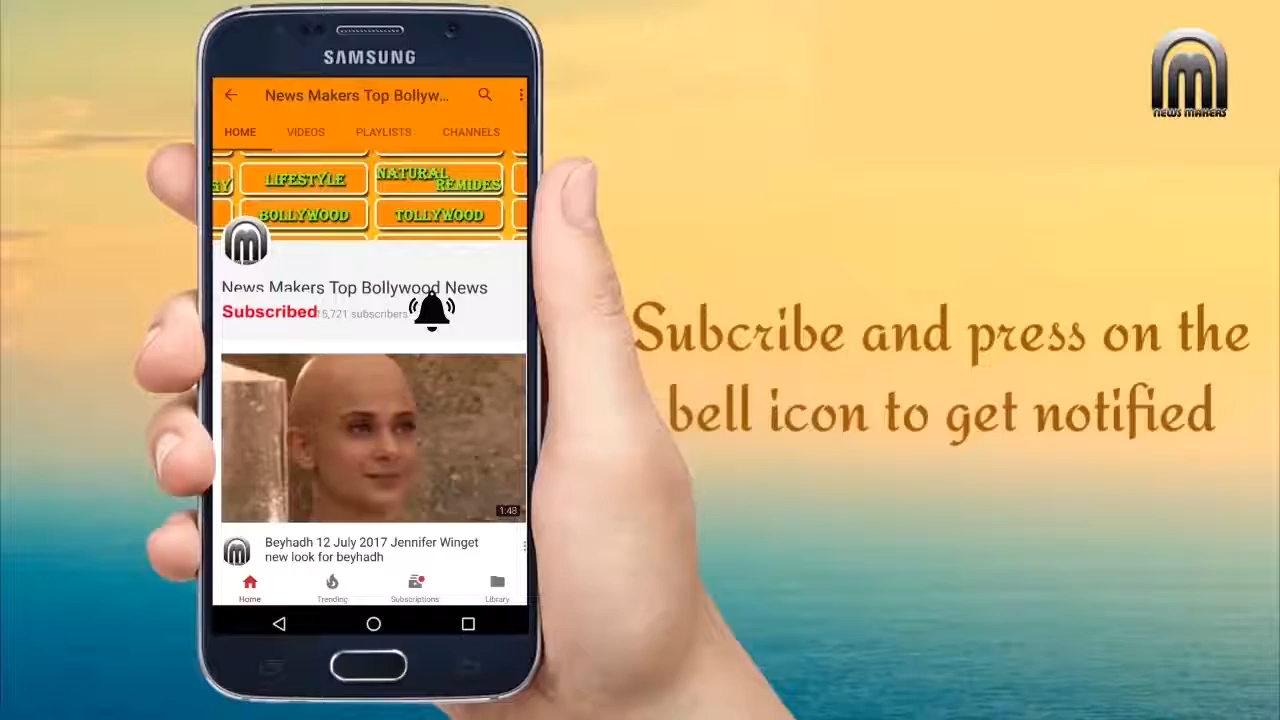 SAMSUNG
News Makers Top Bollyw...
HOME VIDEOS PLAYLISTS CHANNELS
LIFESTYLE
NATURAL
REMIDES
BOLLYWOOD
TOLLYWOOD
News Makers Top Bollywood News
Subscribed 5,721 subscribers
1:48
Beyhadh 12 July 2017 Jennifer Winget
new look for beyhadh
Home Trending Subscriptions Library
NEWS MAKERS
Subcribe and press on the
bell icon to get notified